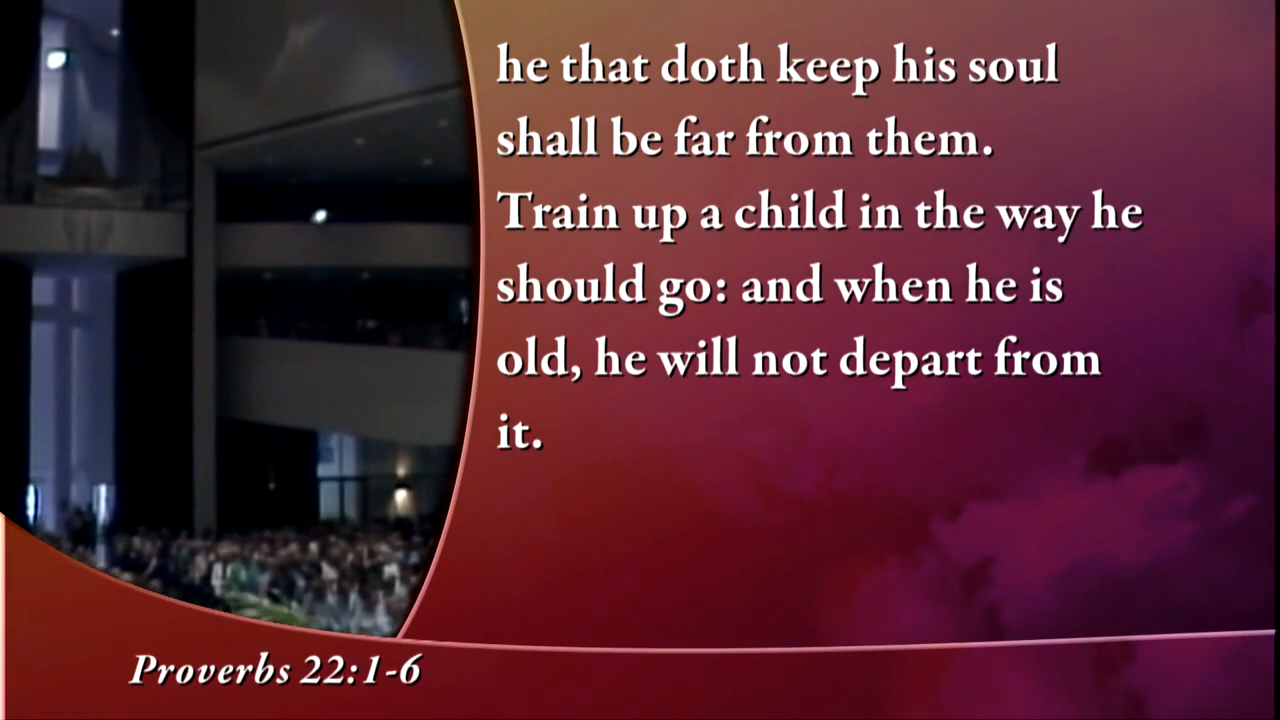 he that doth keep his soul
shall be far from them.
Train up a child in the way he
should go: and when he is
old, he will not depart from
it.
Proverbs 22:1-6